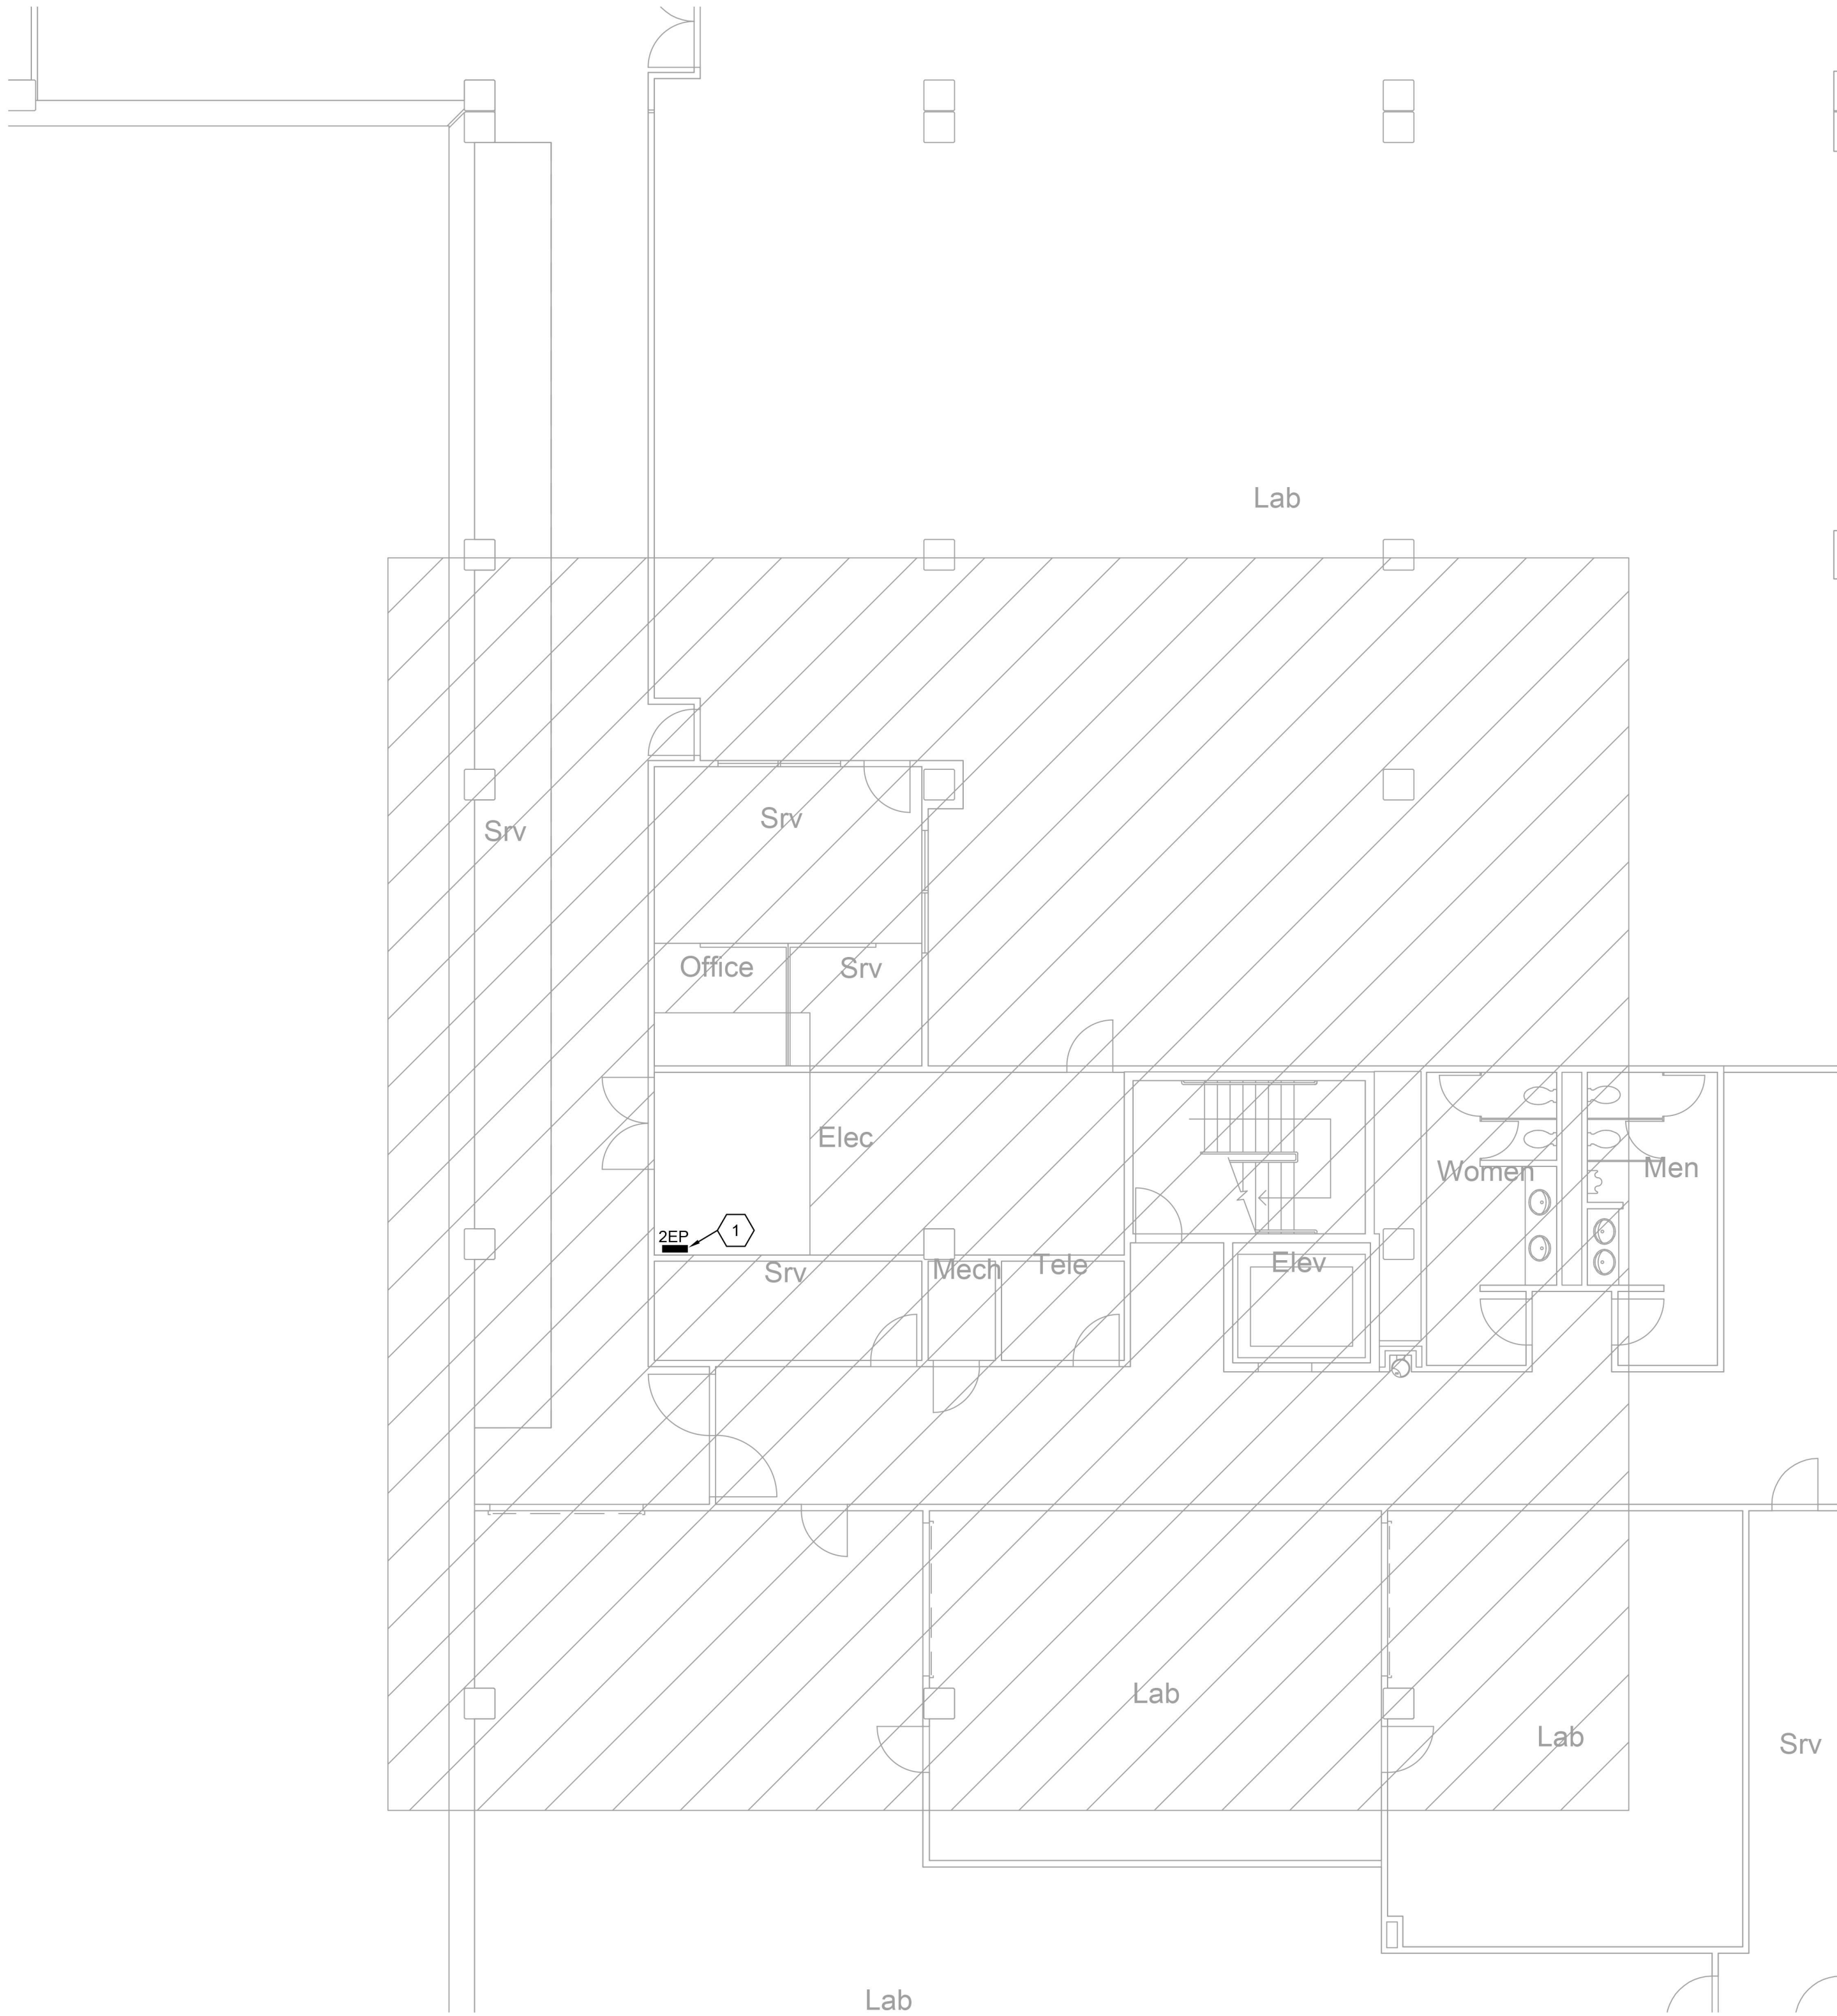 Lab
Srv
Srv
Office
Srv
Elec
Women
Men
2EP
1
Srv
Mech
Tele
Elev
Lab
Lab
Srv
Lab